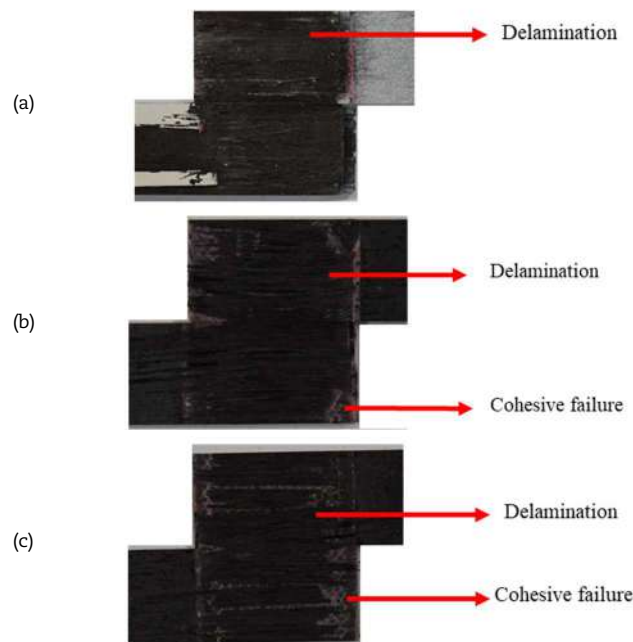 Delamination
(a)
Delamination
(b)
Cohesive failure
Delamination
(c)
Cohesive failure